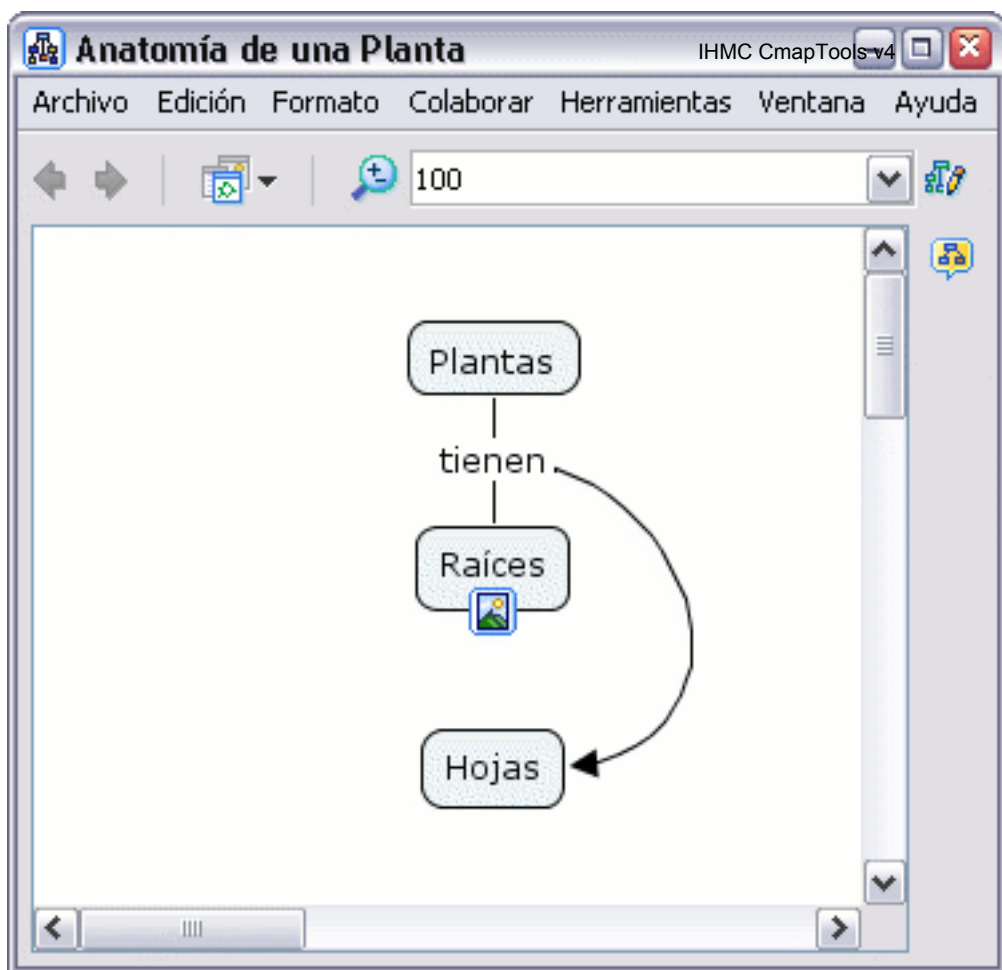 Anatomía de una Planta IHMC CmapTools v4
Archivo Edición Formato Colaborar Herramientas Ventana Ayuda
100
Plantas
tienen
Raíces
Hojas